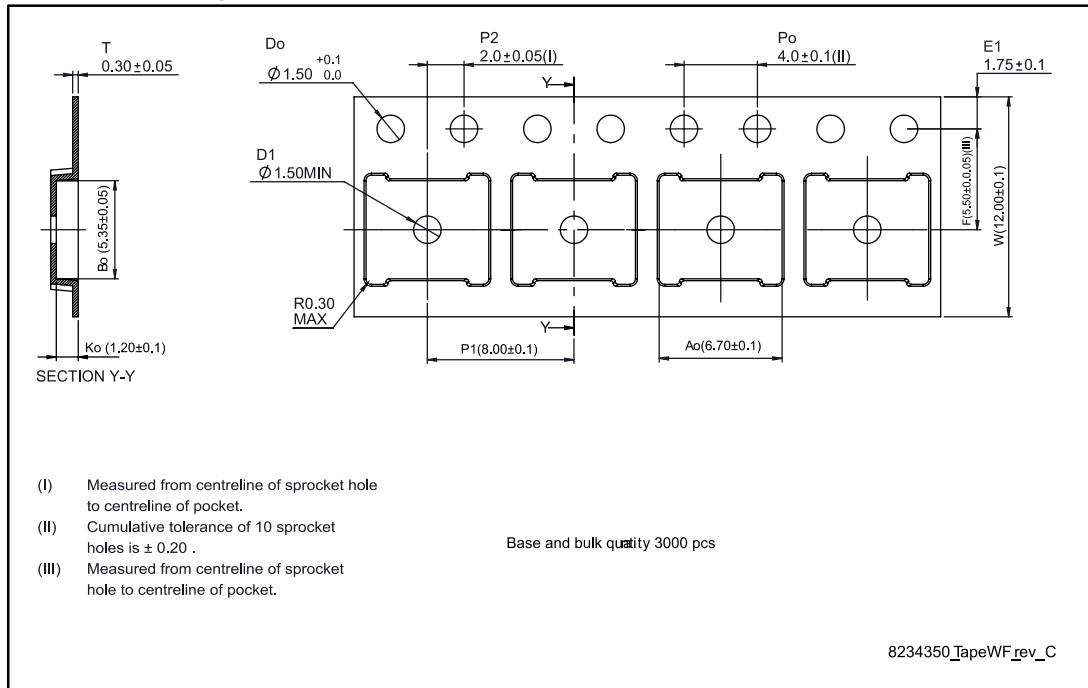 T
0.30±0.05
Do
Ø1.50 +0.1 0.0
P2
2.0±0.05(I)
Po
4.0±0.1(II)
E1
1.75±0.1
Y
D1
Ø1.50MIN
Bo (5.35±0.05)
F(5.50±0.0.05)(III)
W(12.00±0.1)
R0.30
MAX
Y
Ko (1.20±0.1)
P1(8.00±0.1)
Ao(6.70±0.1)
SECTION Y-Y
(I) Measured from centreline of sprocket hole
to centreline of pocket.
(II) Cumulative tolerance of 10 sprocket
holes is ± 0.20 .
(III) Measured from centreline of sprocket
hole to centreline of pocket.
Base and bulk quatity 3000 pcs
8234350_TapeWF_rev_C